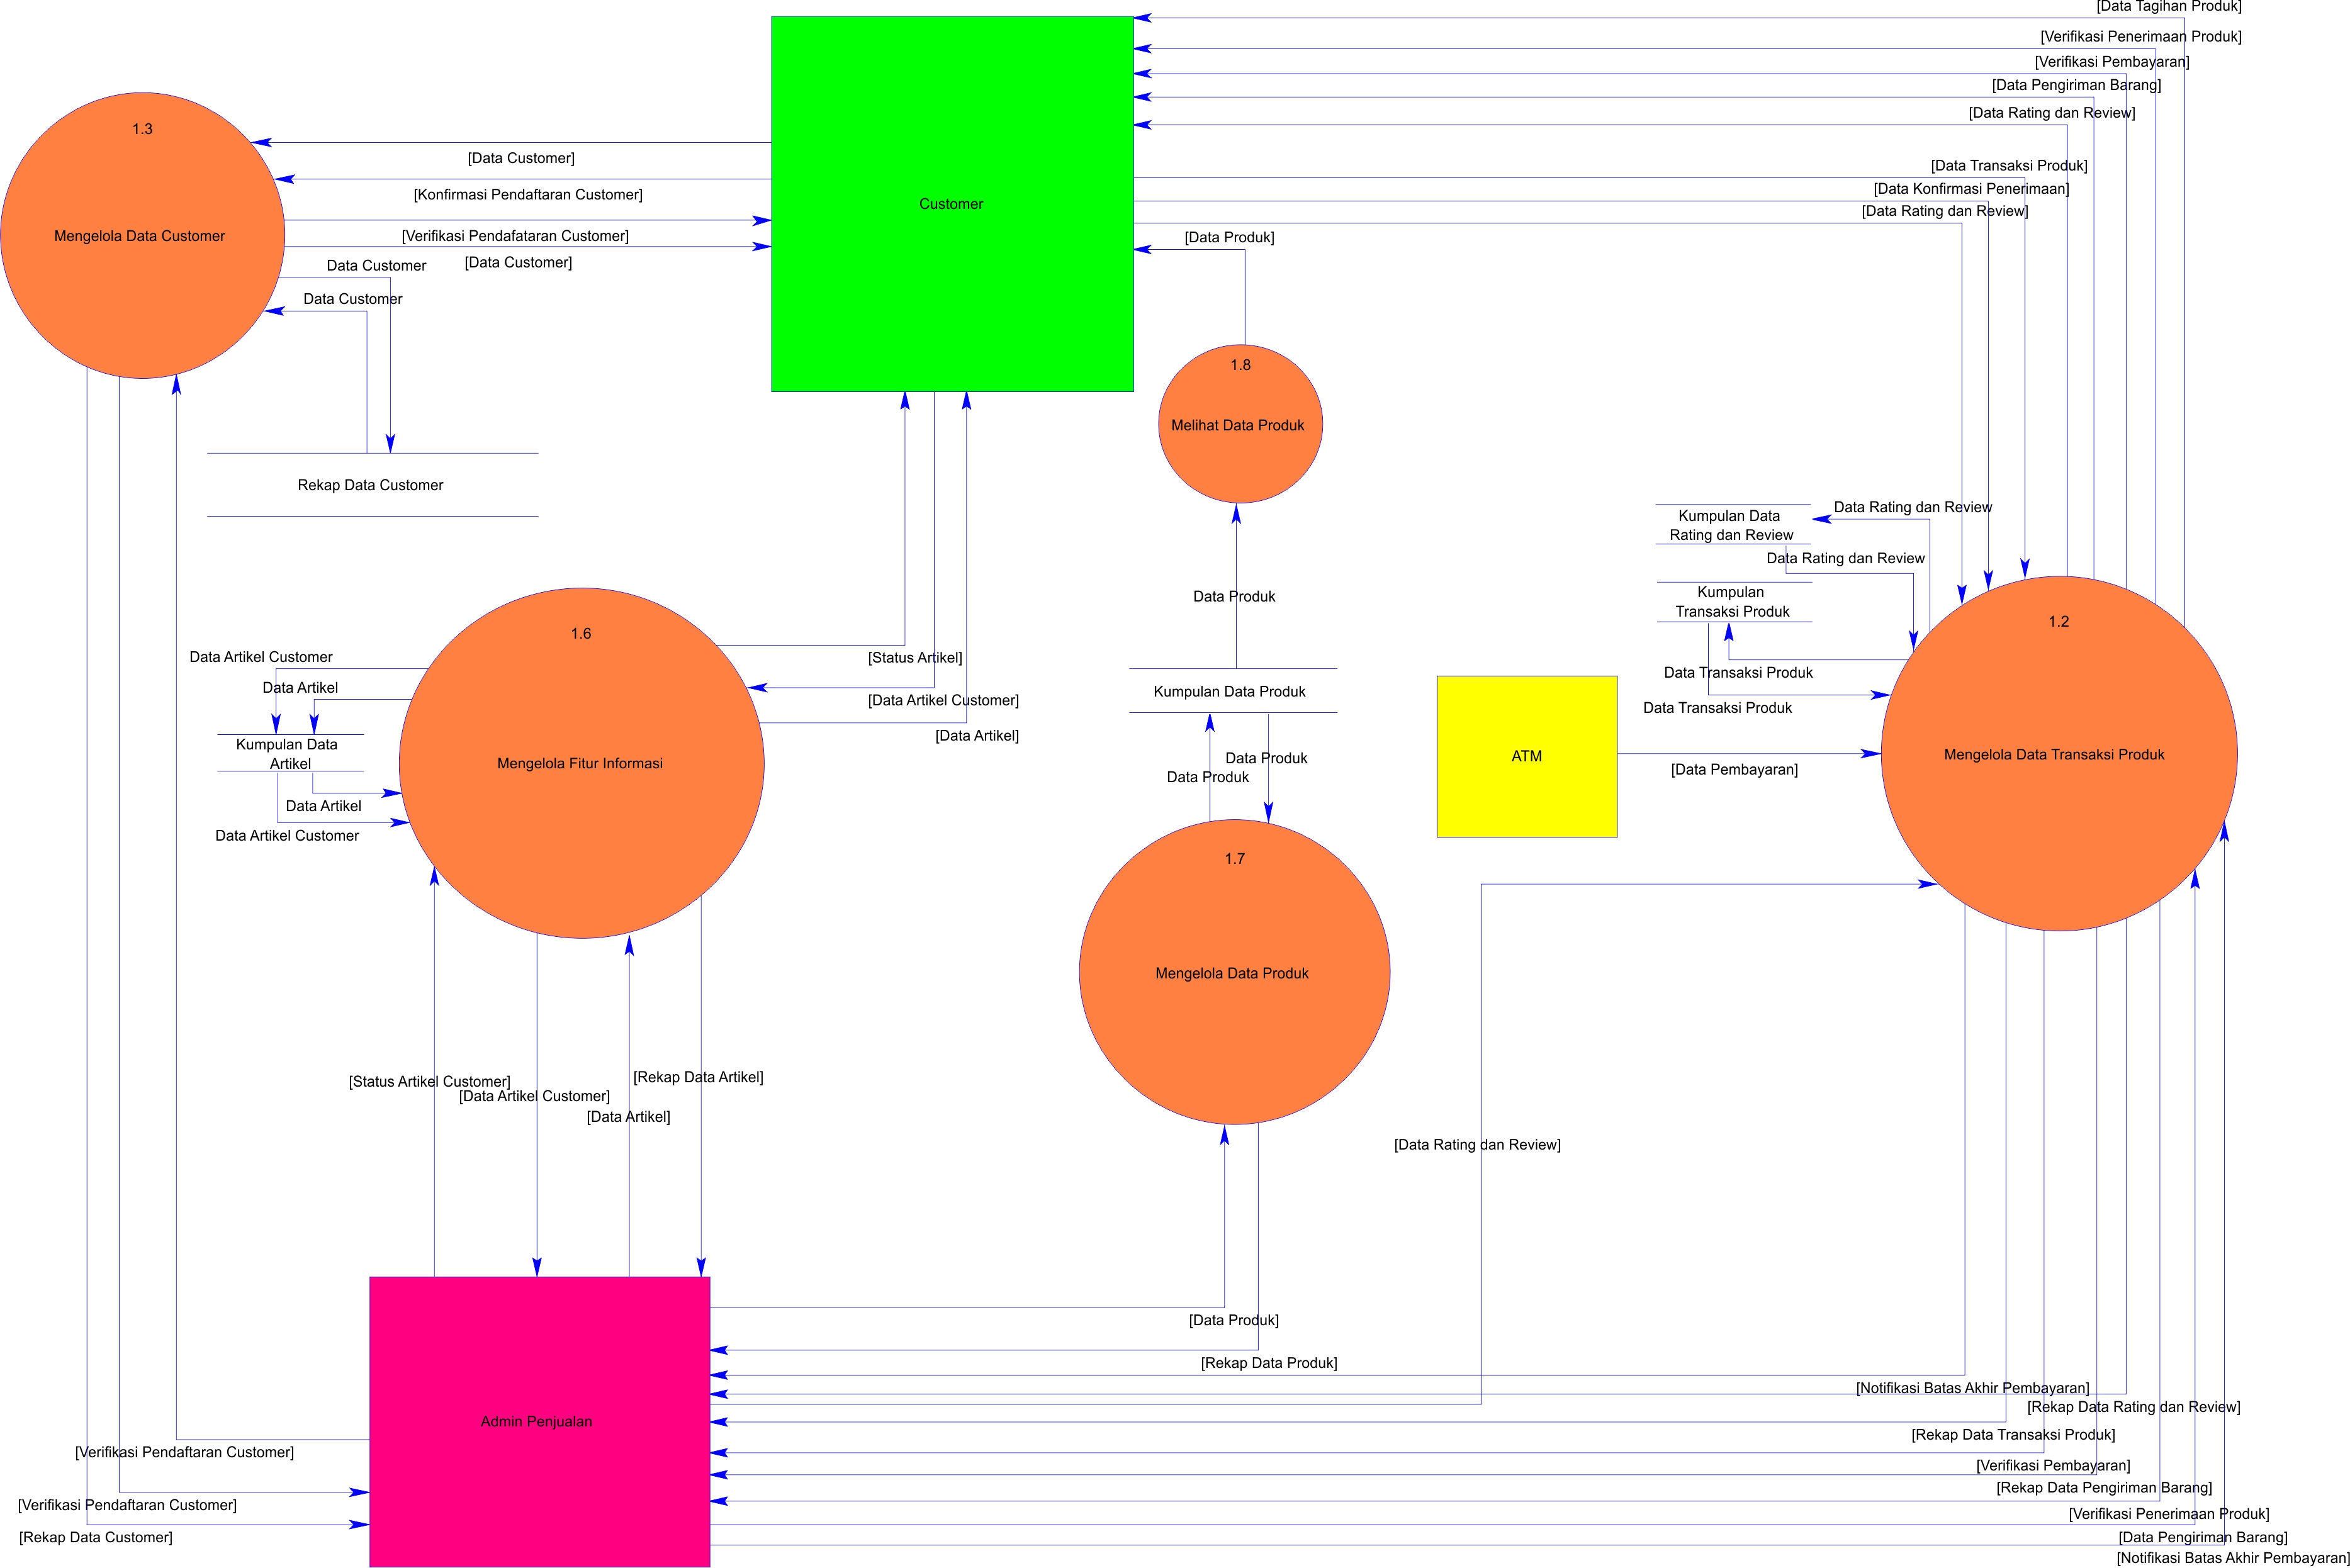 [Data Tagihan Produk]
[Verifikasi Penerimaan Produk]
[Verifikasi Pembayaran]
[Data Pengiriman Barang]
[Data Rating dan Review]
1.3
[Data Customer]
[Data Transaksi Produk]
[Data Konfirmasi Penerimaan]
[Konfirmasi Pendaftaran Customer]
Customer
[Data Rating dan Review]
Mengelola Data Customer
[Verifikasi Pendafataran Customer]
[Data Produk]
[Data Customer]
Data Customer
Data Customer
1.8
Melihat Data Produk
Rekap Data Customer
Data Rating dan Review
Kumpulan Data
Rating dan Review
Data Rating dan Review
Kumpulan
Transaksi Produk
Data Produk
1.2
1.6
Data Artikel Customer
[Status Artikel]
Data Transaksi Produk
Data Artikel
Kumpulan Data Produk
[Data Artikel Customer]
Data Transaksi Produk
[Data Artikel]
Kumpulan Data
Artikel
Mengelola Fitur Informasi
Data Produk
Data Produk
ATM
Mengelola Data Transaksi Produk
[Data Pembayaran]
Data Artikel
Data Artikel Customer
1.7
Mengelola Data Produk
[Status Artikel Customer]
[Rekap Data Artikel]
[Data Artikel Customer]
[Data Artikel]
[Data Rating dan Review]
[Data Produk]
[Rekap Data Produk]
[Notifikasi Batas Akhir Pembayaran]
[Rekap Data Rating dan Review]
Admin Penjualan
[Rekap Data Transaksi Produk]
[Verifikasi Pendaftaran Customer]
[Verifikasi Pembayaran]
[Rekap Data Pengiriman Barang]
[Verifikasi Pendaftaran Customer]
[Verifikasi Penerimaan Produk]
[Rekap Data Customer]
[Data Pengiriman Barang]
[Notifikasi Batas Akhir Pembayaran]